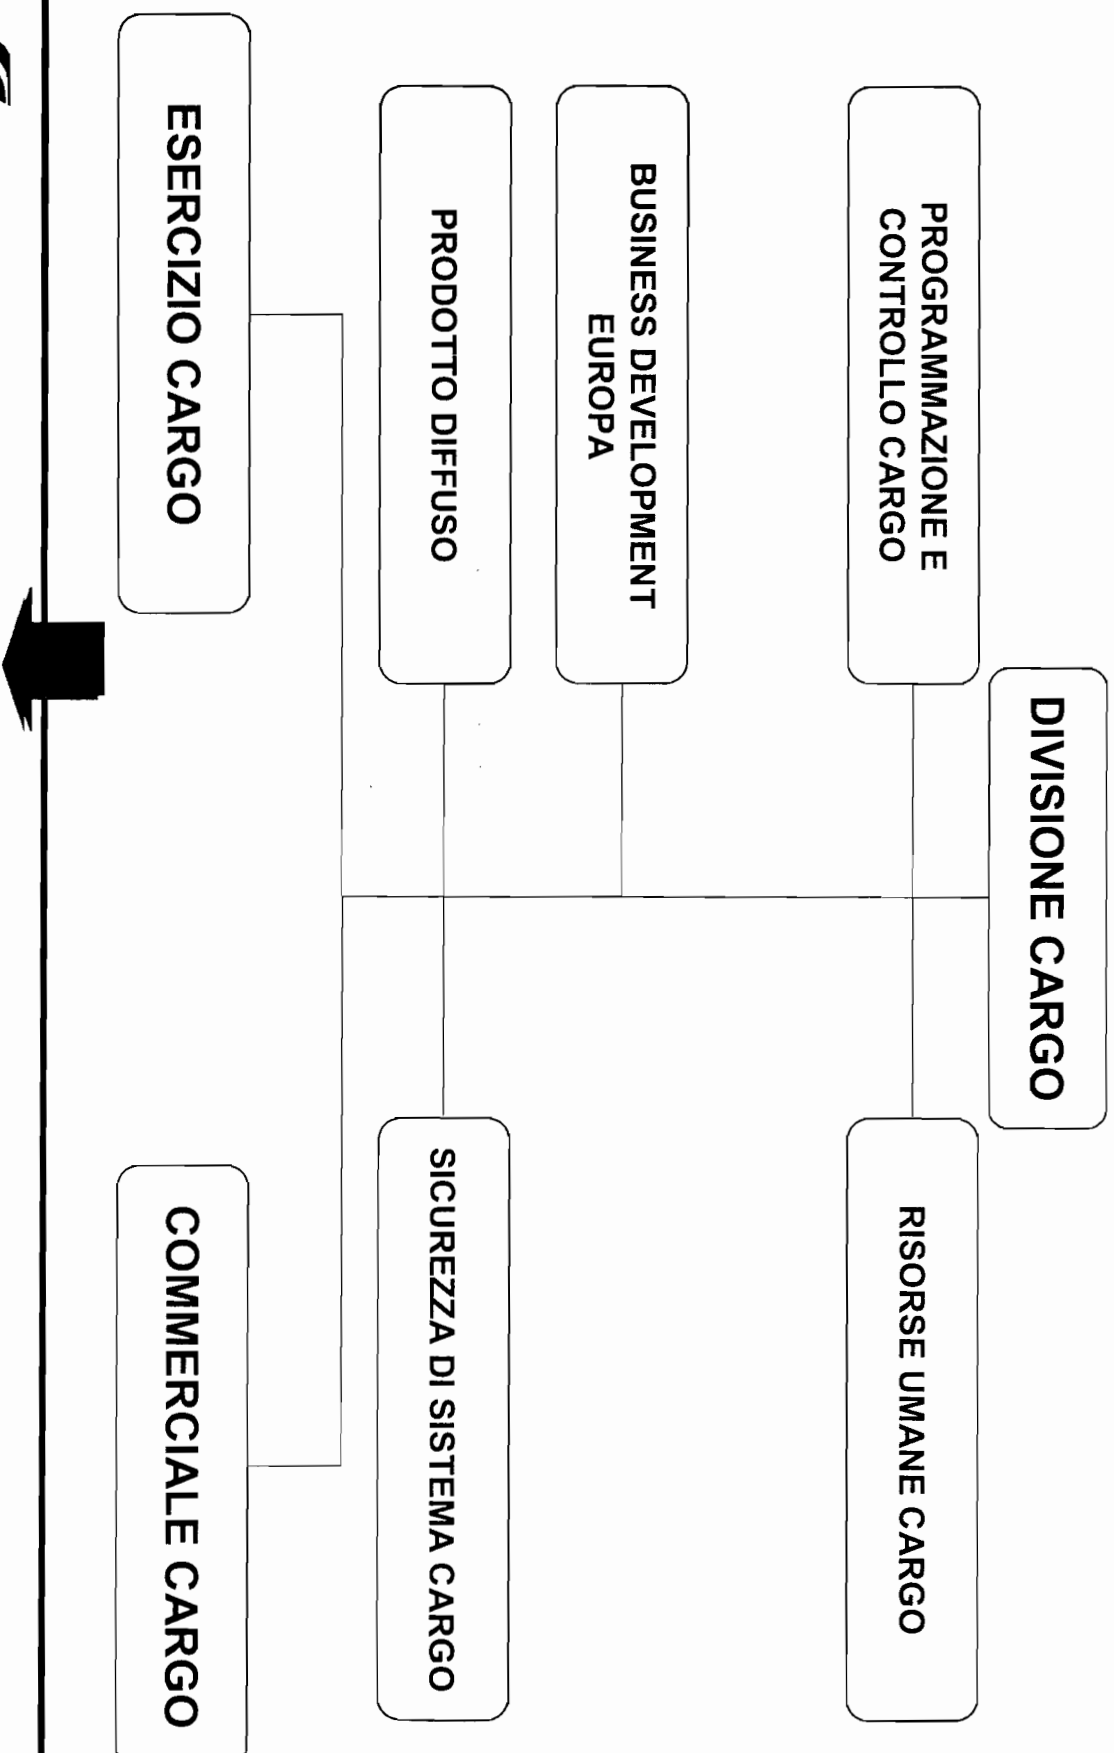 DIVISIONE CARGO
PROGRAMMAZIONE E
CONTROLLO CARGO
RISORSE UMANE CARGO
BUSINESS DEVELOPMENT
EUROPA
PRODOTTO DIFFUSO
SICUREZZA DI SISTEMA CARGO
ESERCIZIO CARGO
COMMERCIALE CARGO